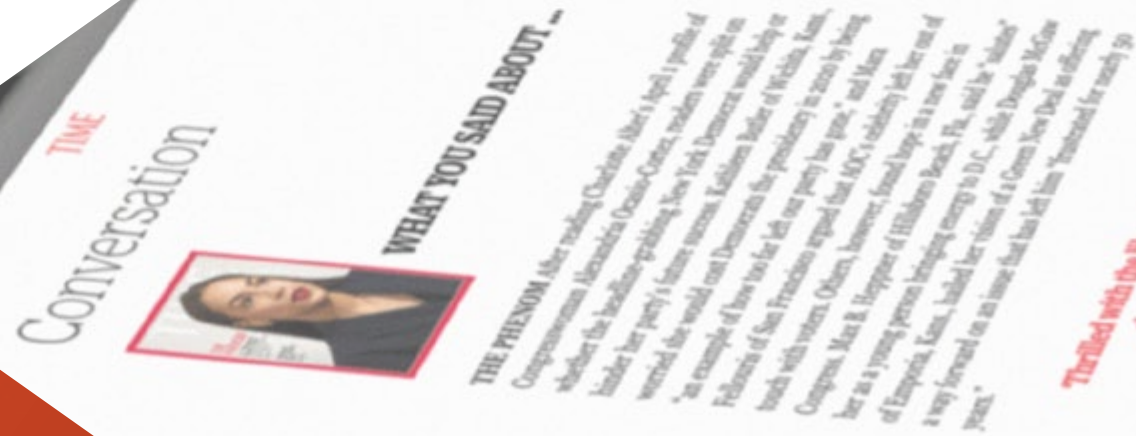 TIME
Conversation
WHAT YOU SAID ABOUT ...
THE PHENOM After reading Charlotte Alter's April 1 profile of
Congresswoman Alexandria Ocasio-Cortez, readers were split on
whether the headline-grabbing New York Democrat would help or
hinder her party's future success. Kathleen Butler of Wichita, Kans.,
worried she would cost Democrats the presidency in 2020 by being
"an example of how too far left our party has gone," and Mara
Fellouris of San Francisco argued that AOC's celebrity left her out of
touch with voters. Others, however, found hope in a new face in
Congress. Max B. Heppner of Hillsboro Beach, Fla., said he "salutes"
her as a young person bringing energy to D.C., while Douglas McGaw
of Emporia, Kans., hailed her vision of a Green New Deal as offering
a way forward on an issue that has left him "frustrated for nearly 50
years."
"Thrilled with the